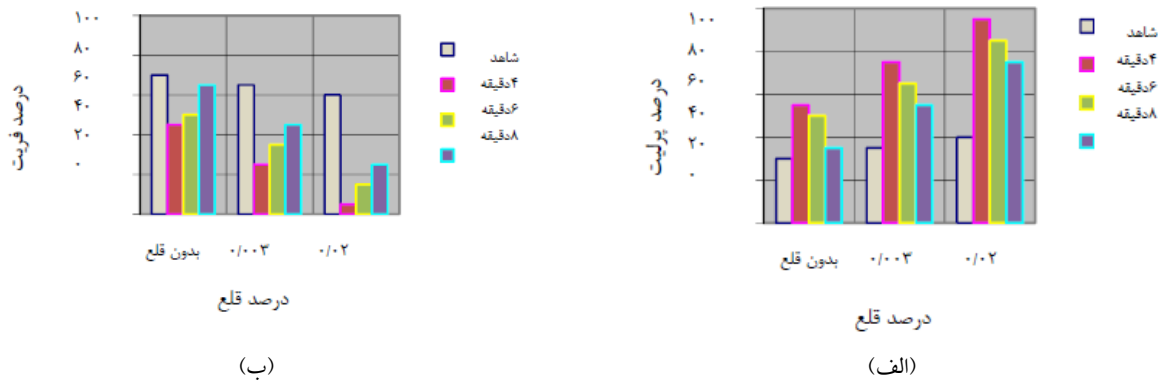 ۱۰۰
۸۰
۶۰
۴۰
۲۰
۰
درصد پرلیت
شاهد
۴دقیقه
۶دقیقه
۸دقیقه
بدون قلع
۰/۰۰۳
۰/۰۲
درصد قلع
(الف)
۱۰۰
۸۰
۶۰
۴۰
۲۰
۰
درصد فریت
شاهد
۴دقیقه
۶دقیقه
۸دقیقه
بدون قلع
۰/۰۰۳
۰/۰۲
درصد قلع
(ب)